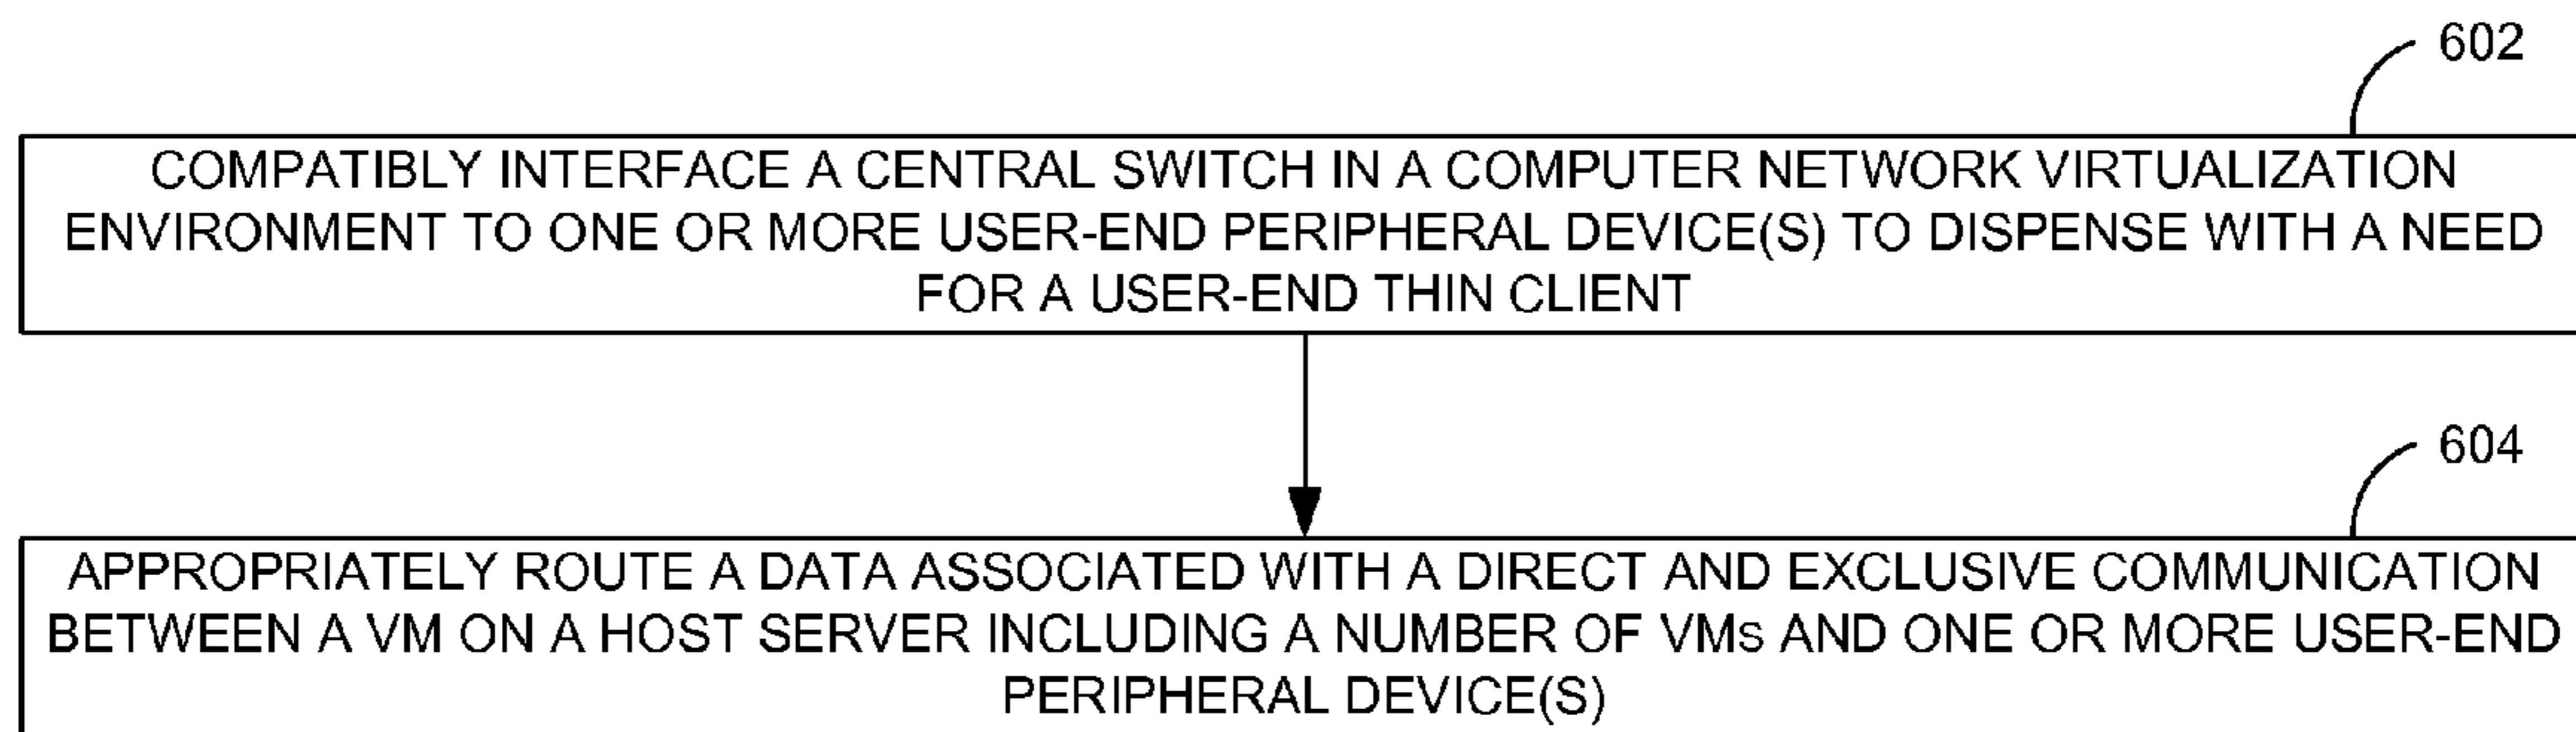 602
COMPATIBLY INTERFACE A CENTRAL SWITCH IN A COMPUTER NETWORK VIRTUALIZATION
ENVIRONMENT TO ONE OR MORE USER-END PERIPHERAL DEVICE(S) TO DISPENSE WITH A NEED
FOR A USER-END THIN CLIENT
604
APPROPRIATELY ROUTE A DATA ASSOCIATED WITH A DIRECT AND EXCLUSIVE COMMUNICATION
BETWEEN A VM ON A HOST SERVER INCLUDING A NUMBER OF VMs AND ONE OR MORE USER-END
PERIPHERAL DEVICE(S)